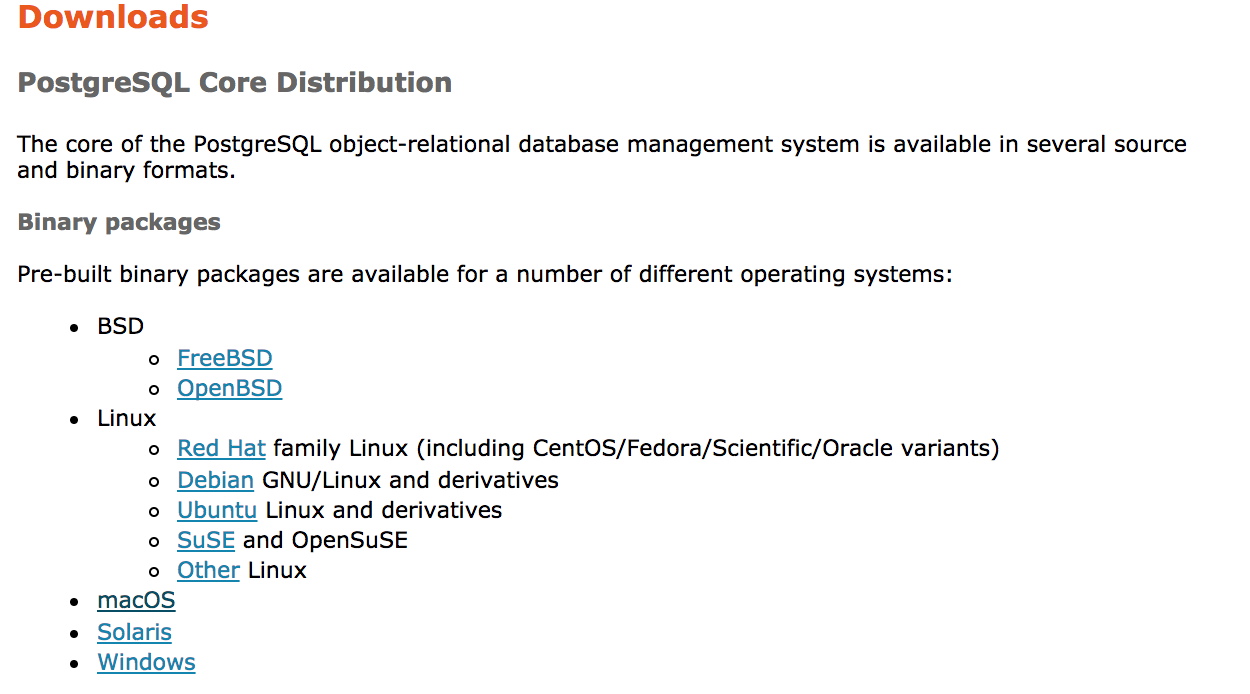 Downloads
PostgreSQL Core Distribution
The core of the PostgreSQL object-relational database management system is available in several source
and binary formats.
Binary packages
Pre-built binary packages are available for a number of different operating systems:
BSD
FreeBSD
OpenBSD
Linux
Red Hat family Linux (including CentOS/Fedora/Scientific/Oracle variants)
Debian GNU/Linux and derivatives
Ubuntu Linux and derivatives
SuSE and OpenSuSE
Other Linux
macOS
Solaris
Windows